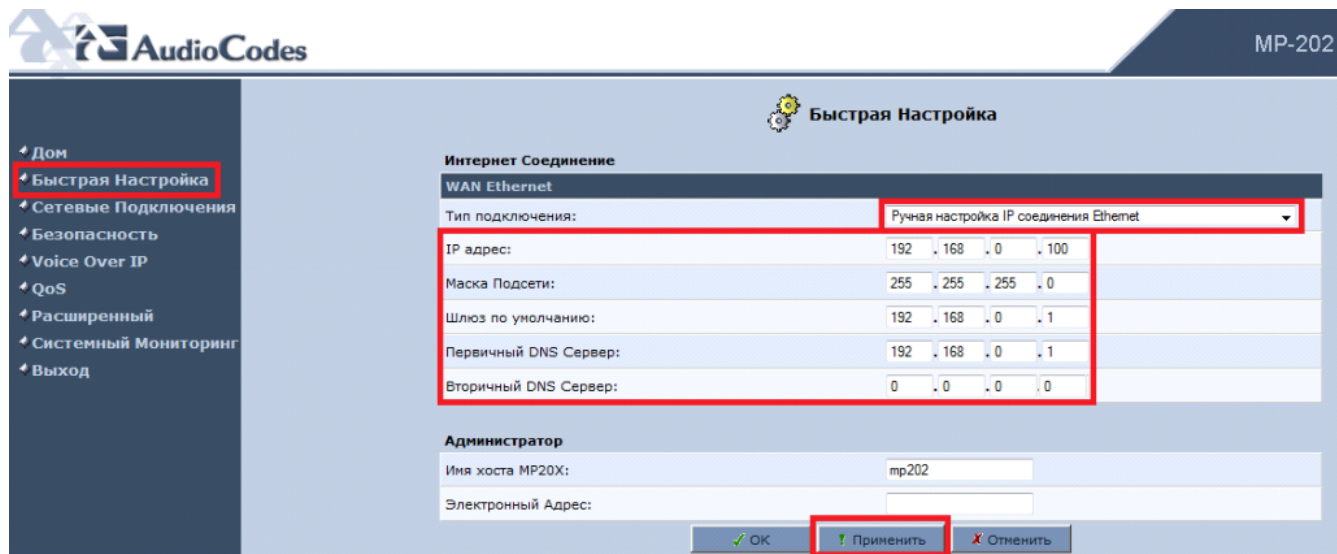 AudioCodes
MP-202
Дом
Быстрая Настройка
Сетевые Подключения
Безопасность
Voice Over IP
QoS
Расширенный
Системный Мониторинг
Выход
Быстрая Настройка
Интернет Соединение
WAN Ethernet
Тип подключения: Ручная настройка IP соединения Ethernet
IP адрес: 192 . 168 . 0 . 100
Маска Подсети: 255 . 255 . 255 . 0
Шлюз по умолчанию: 192 . 168 . 0 . 1
Первичный DNS Сервер: 192 . 168 . 0 . 1
Вторичный DNS Сервер: 0 . 0 . 0 . 0
Администратор
Имя хоста MP20X: mp202
Электронный Адрес:
OK Применить Отменить